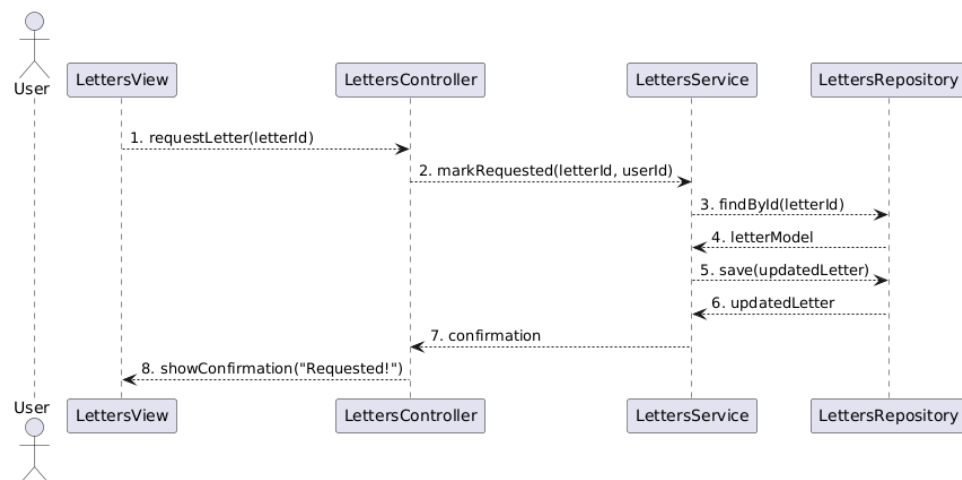 User
LettersView
LettersController
LettersService
LettersRepository
1. requestLetter(letterId)
2. markRequested(letterId, userId)
3. findById(letterId)
4. letterModel
5. save(updatedLetter)
6. updatedLetter
7. confirmation
8. showConfirmation("Requested!")
User
LettersView
LettersController
LettersService
LettersRepository